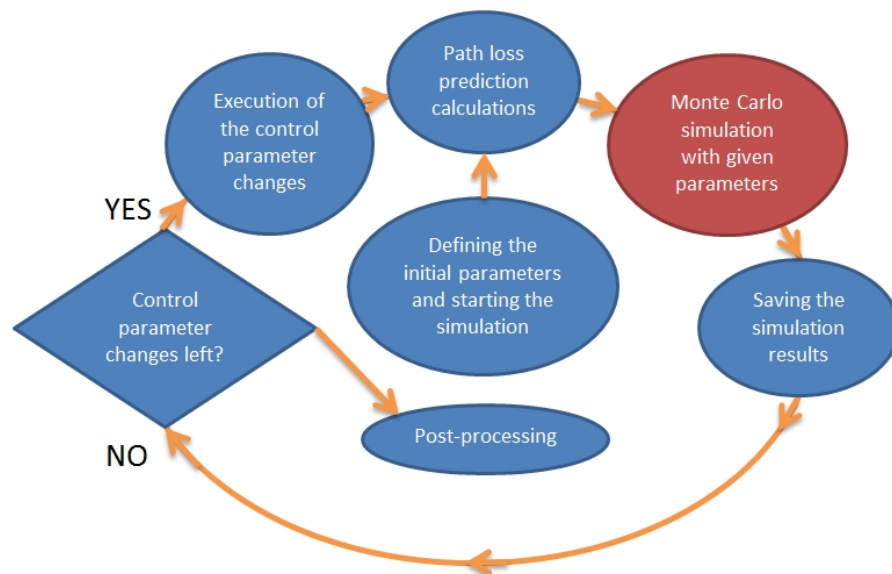 Path loss
prediction
calculations
Execution of
the control
parameter
changes
Monte Carlo
simulation
with given
parameters
YES
Defining the
initial parameters
and starting the
simulation
Control
parameter
changes left?
Saving the
simulation
results
Post-processing
NO